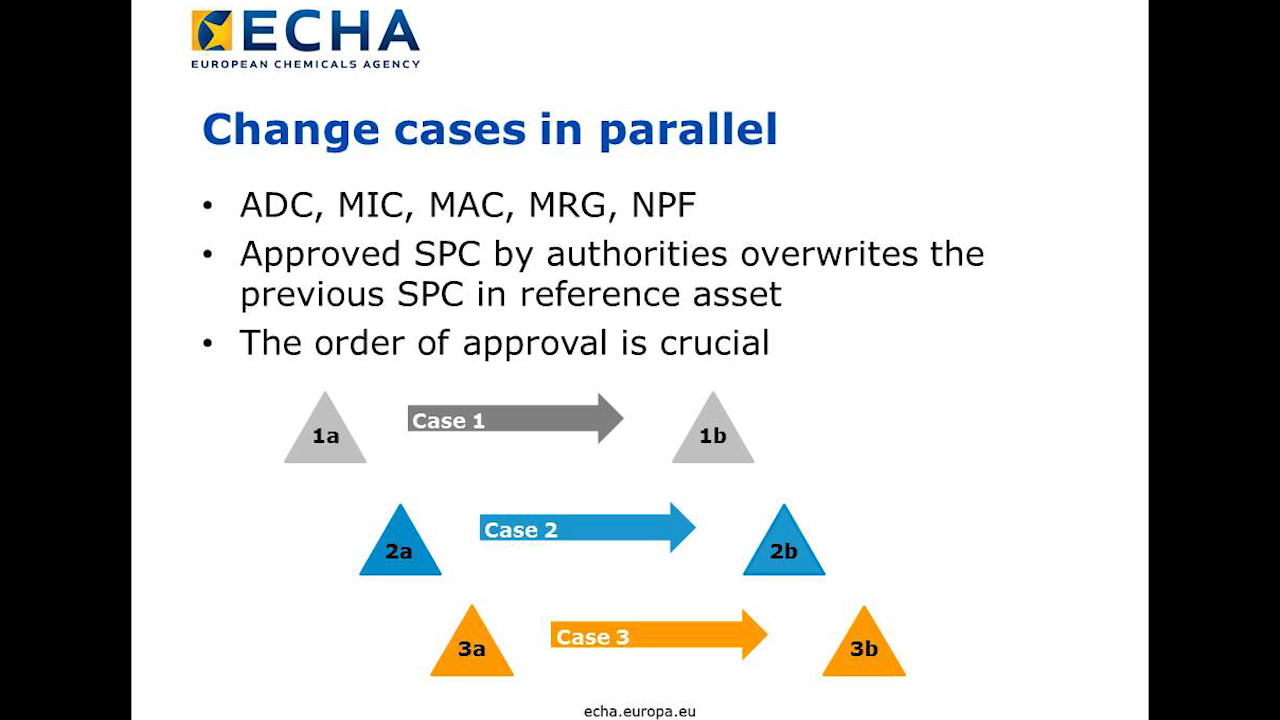 ECHA
EUROPEAN CHEMICALS AGENCY
Change cases in parallel
• ADC, MIC, MAC, MRG, NPF
• Approved SPC by authorities overwrites the
previous SPC in reference asset
• The order of approval is crucial
1a Case 1 1b
2a Case 2 2b
3a Case 3 3b
echa.europa.eu